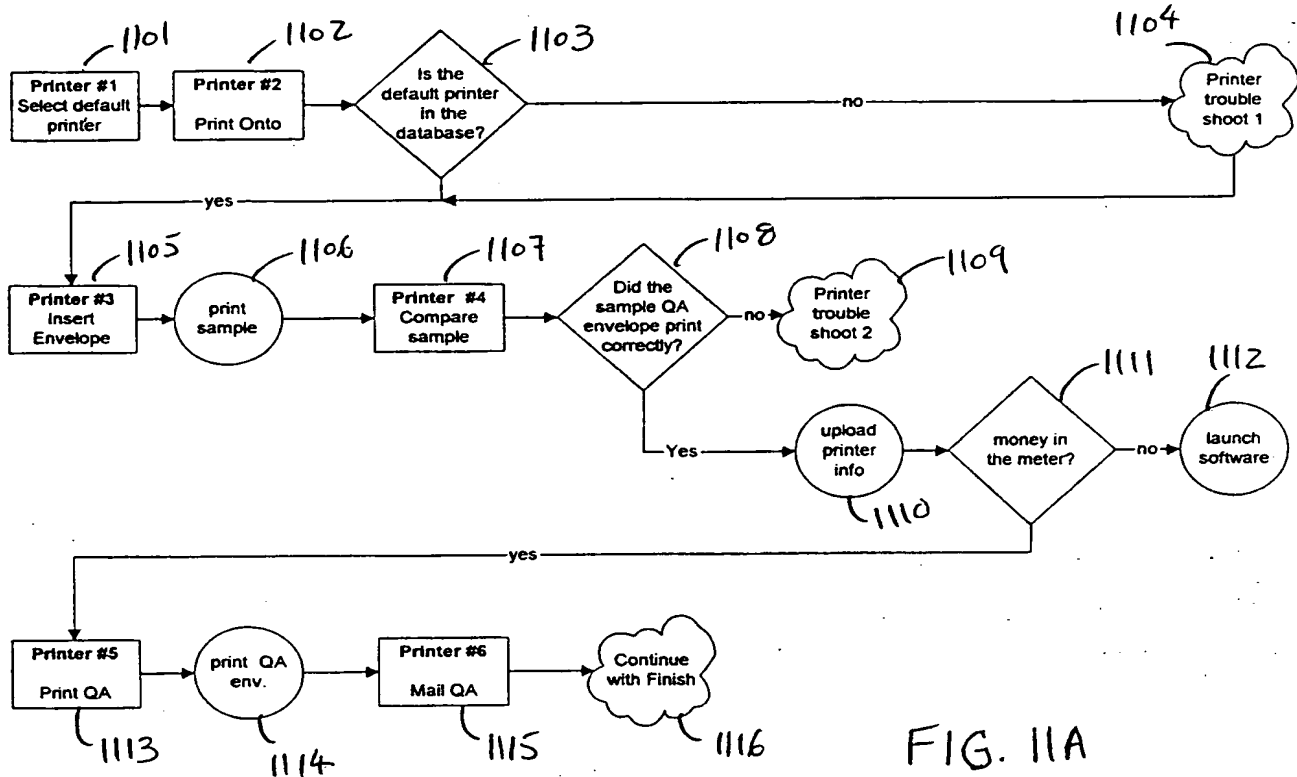 1101
1102
1103
1104
Printer #1
Select default
printer
Printer #2
Print Onto
Is the
default printer
in the
database?
no
Printer
trouble
shoot 1
yes
1105
1106
1107
1108
1109
Printer #3
Insert
Envelope
print
sample
Printer #4
Compare
sample
Did the
sample QA
envelope print
correctly?
no
Printer
trouble
shoot 2
1111
1112
Yes
upload
printer
info
money in
the meter?
no
launch
software
1110
yes
Printer #5
Print QA
print QA
env.
Printer #6
Mail QA
Continue
with Finish
1113
1114
1115
1116
FIG. 11A